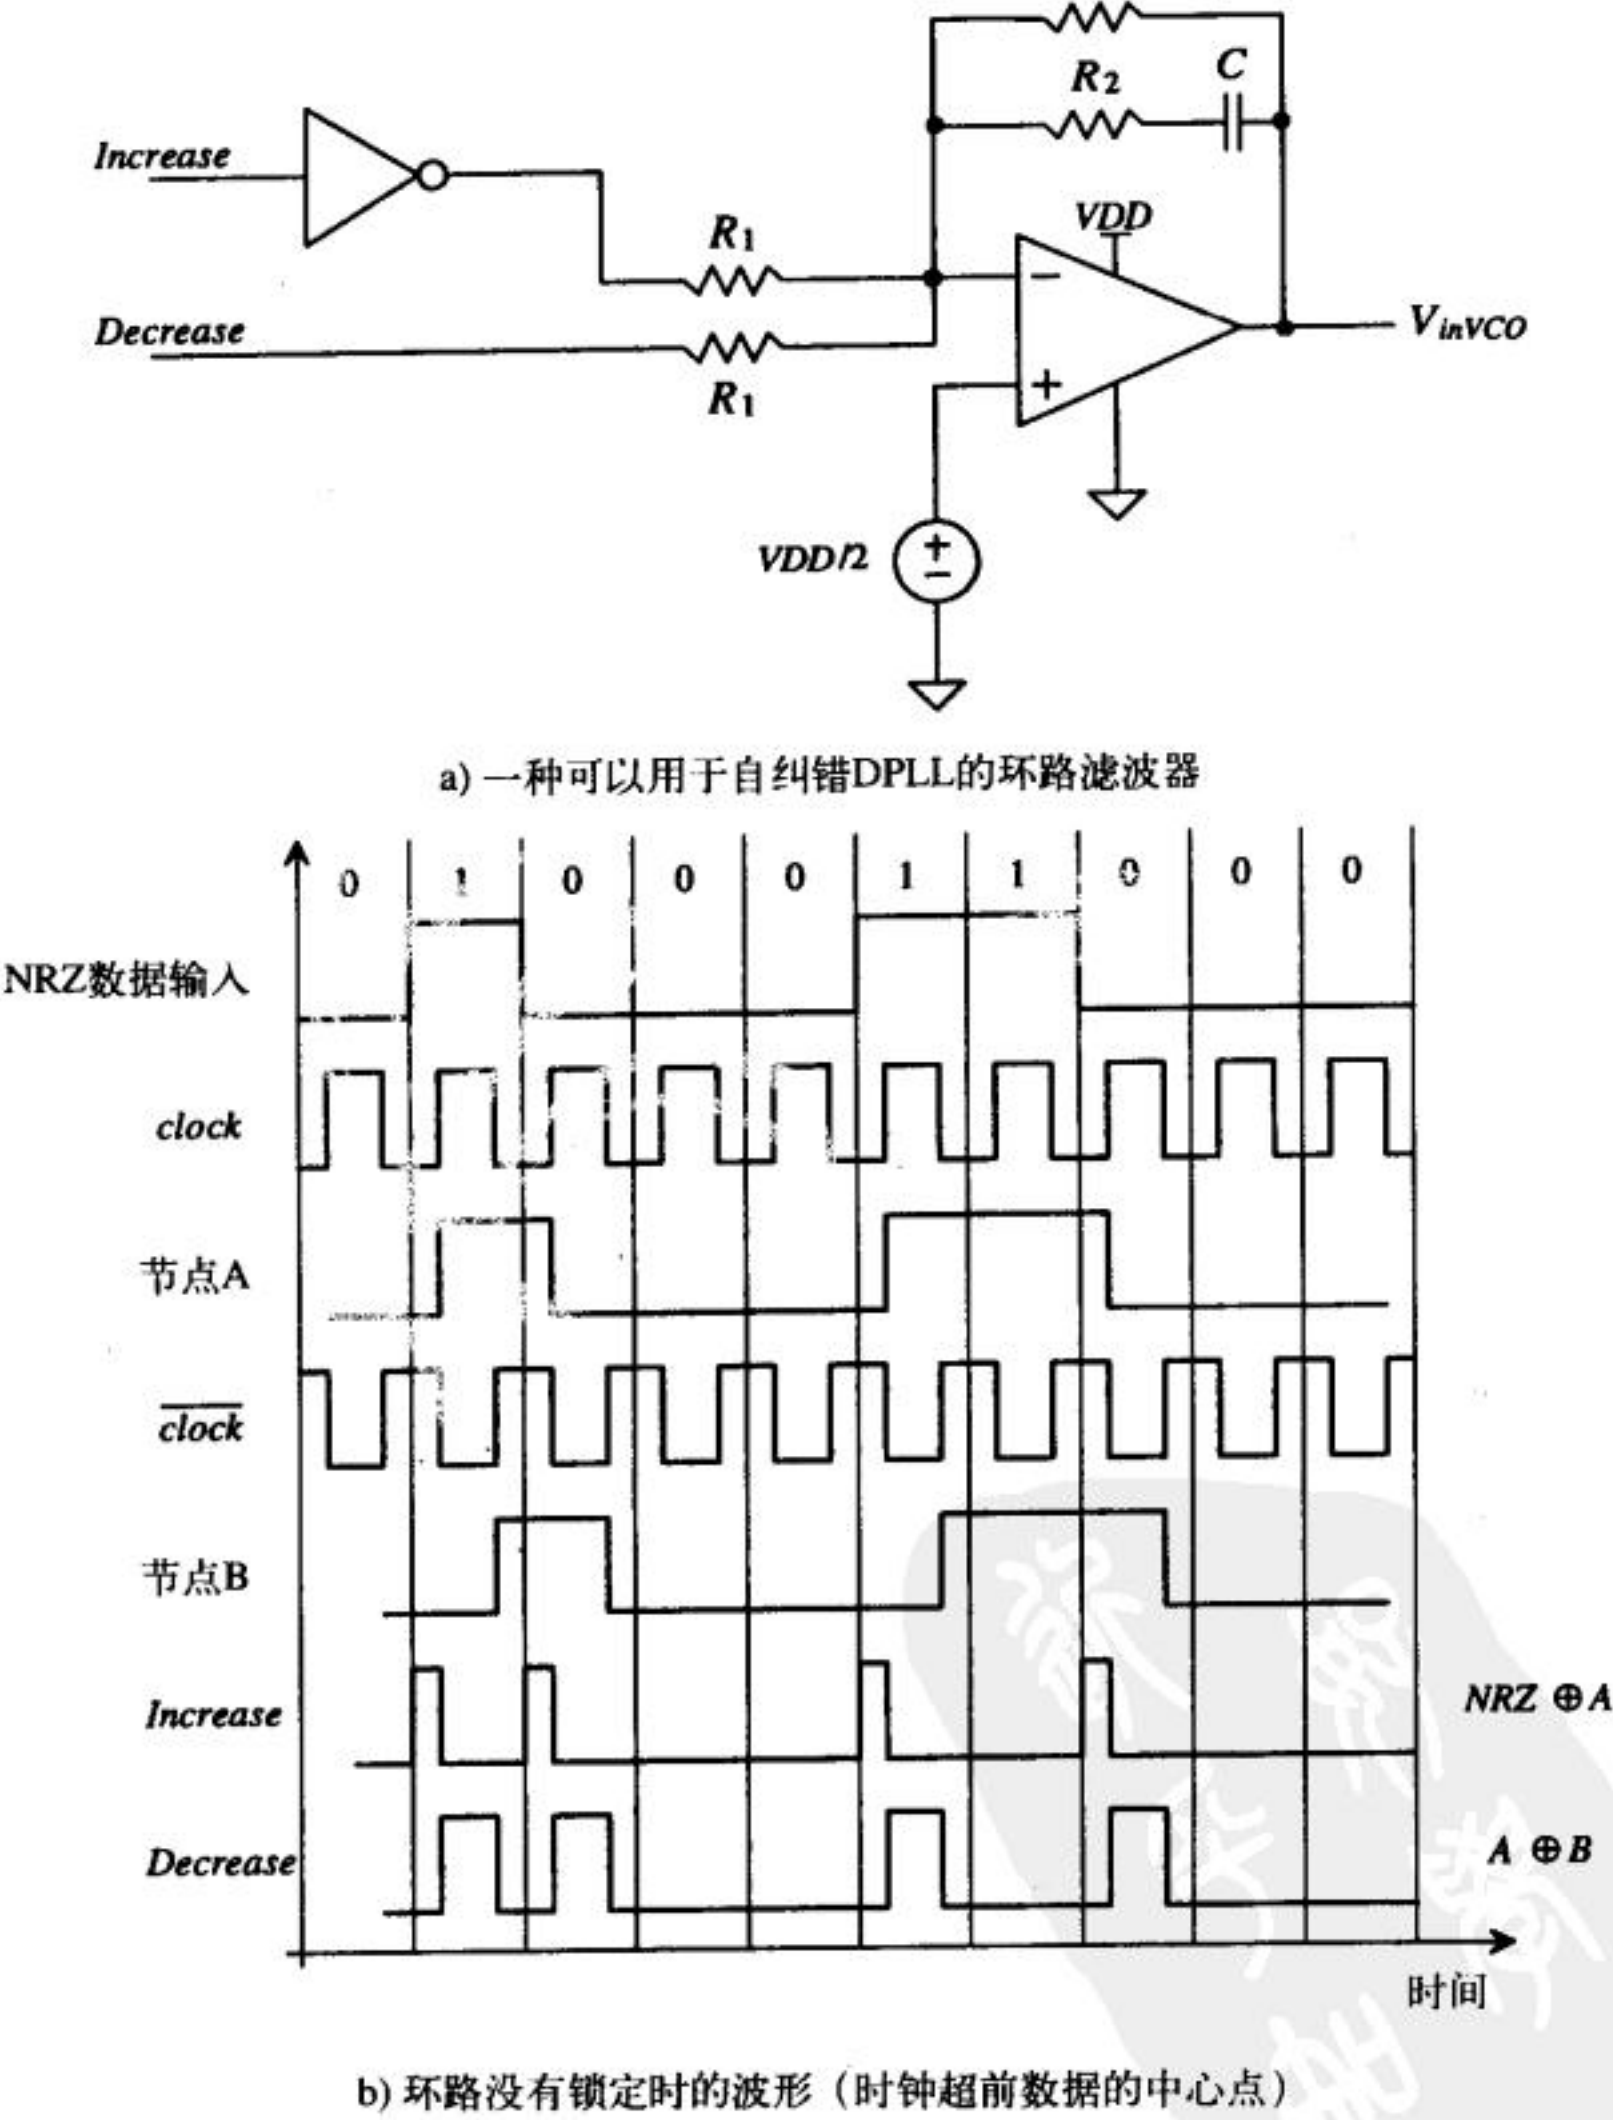 R2
C
Increase
R1
VDD
Decrease
VinVCO
R1
VDD/2
a) 一种可以用于自纠错DPLL的环路滤波器
0 1 0 0 0 1 1 0 0 0
NRZ数据输入
clock
节点A
clock
节点B
Increase
NRZ ⊕ A
Decrease
A ⊕ B
时间
b) 环路没有锁定时的波形（时钟超前数据的中心点）